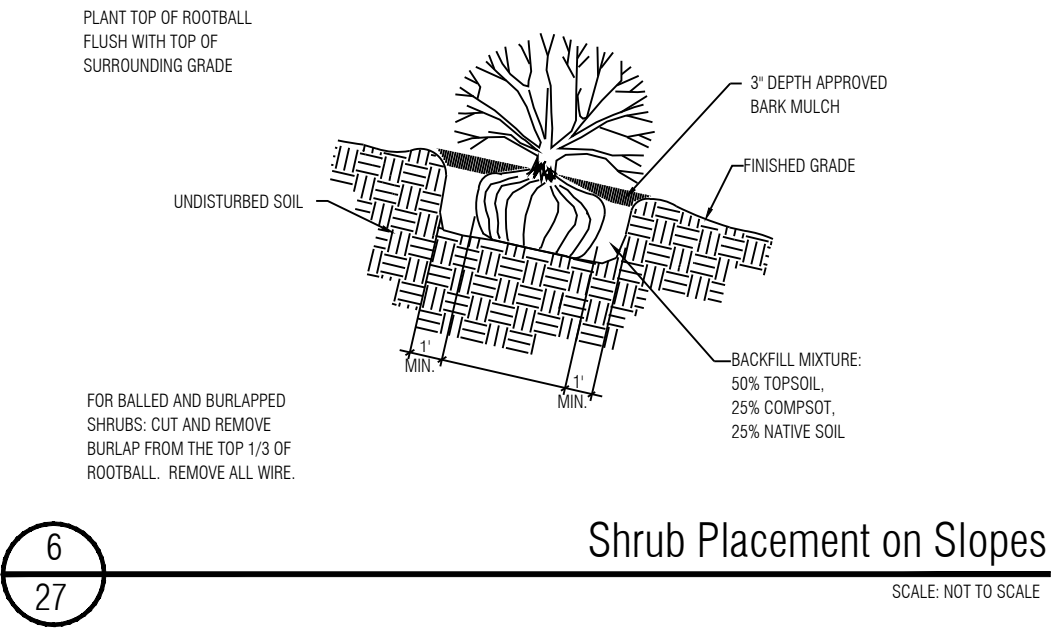 PLANT TOP OF ROOTBALL
FLUSH WITH TOP OF
SURROUNDING GRADE
3" DEPTH APPROVED
BARK MULCH
FINISHED GRADE
UNDISTURBED SOIL
1'
MIN.
1'
MIN.
BACKFILL MIXTURE:
50% TOPSOIL,
25% COMPSOT,
25% NATIVE SOIL
FOR BALLED AND BURLAPPED
SHRUBS: CUT AND REMOVE
BURLAP FROM THE TOP 1/3 OF
ROOTBALL. REMOVE ALL WIRE.
6
27
Shrub Placement on Slopes
SCALE: NOT TO SCALE